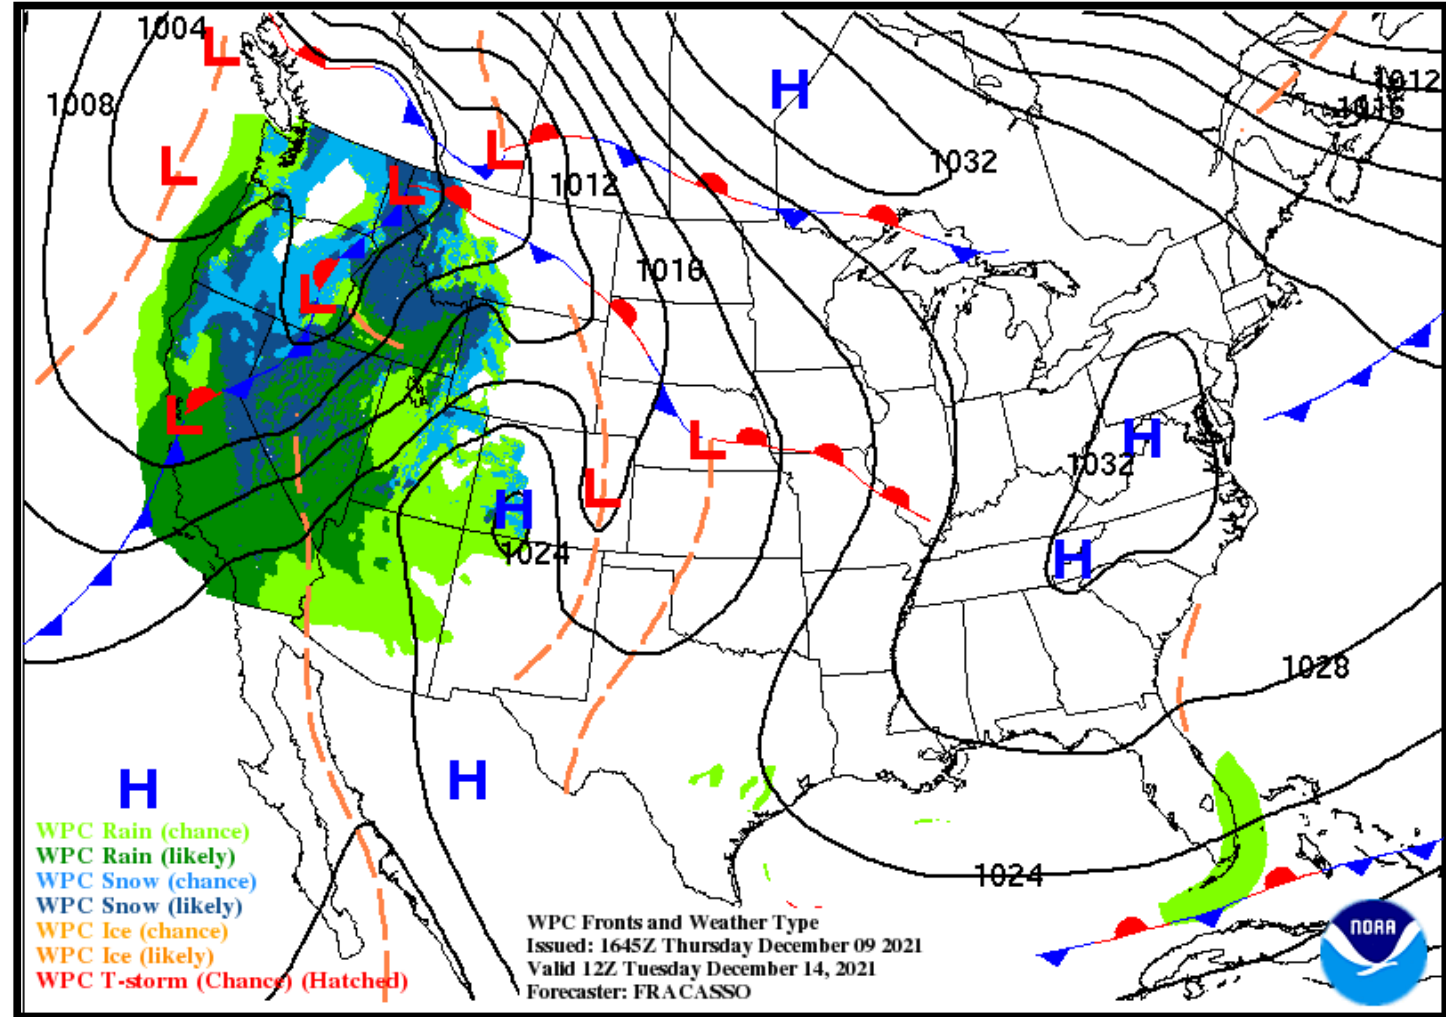 1004
L
1008
H
1012
1016
L
L
1032
L
1012
L
1016
L
L
L
H
1032
L
H
1024
H
1028
H
H
1024
WPC Rain (chance)
WPC Rain (likely)
WPC Snow (chance)
WPC Snow (likely)
WPC Ice (chance)
WPC Ice (likely)
WPC T-storm (Chance) (Hatched)
WPC Fronts and Weather Type
Issued: 1645Z Thursday December 09 2021
Valid 12Z Tuesday December 14, 2021
Forecaster: FRACASSO
NOAA